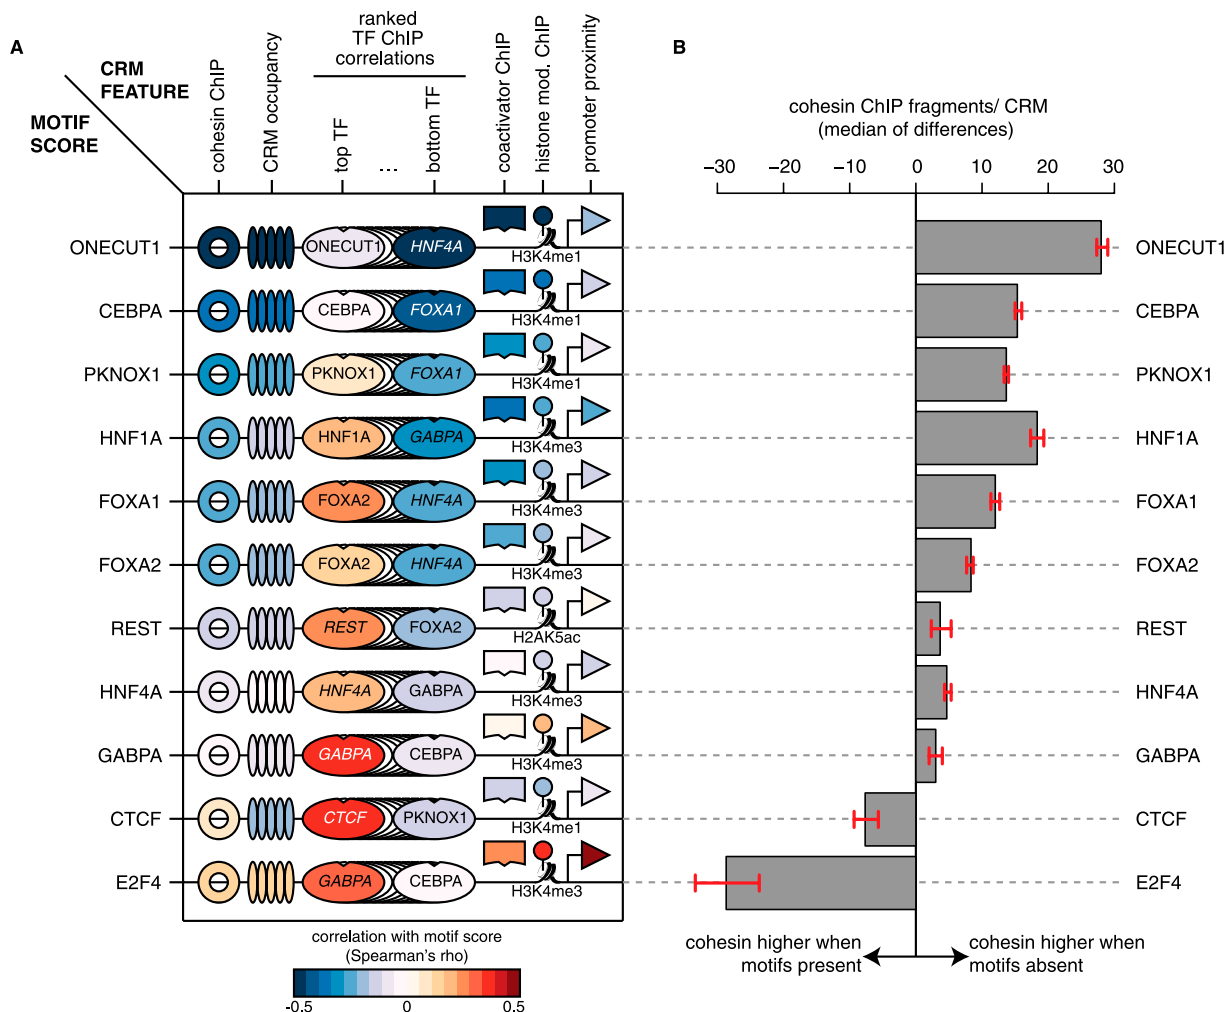 A
CRM
FEATURE
MOTIF
SCORE
cohesin ChIP
CRM occupancy
ranked
TF ChIP
correlations
top TF
...
bottom TF
coactivator ChIP
histone mod. ChIP
promoter proximity
ONECUT1 ONECUT1 HNF4A H3K4me1
CEBPA CEBPA FOXA1 H3K4me1
PKNOX1 PKNOX1 FOXA1 H3K4me1
HNF1A HNF1A GABPA H3K4me3
FOXA1 FOXA2 HNF4A H3K4me3
FOXA2 FOXA2 HNF4A H3K4me3
REST REST FOXA2 H2AK5ac
HNF4A HNF4A GABPA H3K4me3
GABPA GABPA CEBPA H3K4me3
CTCF CTCF PKNOX1 H3K4me1
E2F4 GABPA CEBPA H3K4me3
correlation with motif score
(Spearman's rho)
-0.5 0 0.5
B
cohesin ChIP fragments/ CRM
(median of differences)
−30 −20 −10 0 10 20 30
ONECUT1
CEBPA
PKNOX1
HNF1A
FOXA1
FOXA2
REST
HNF4A
GABPA
CTCF
E2F4
cohesin higher when
motifs present
cohesin higher when
motifs absent